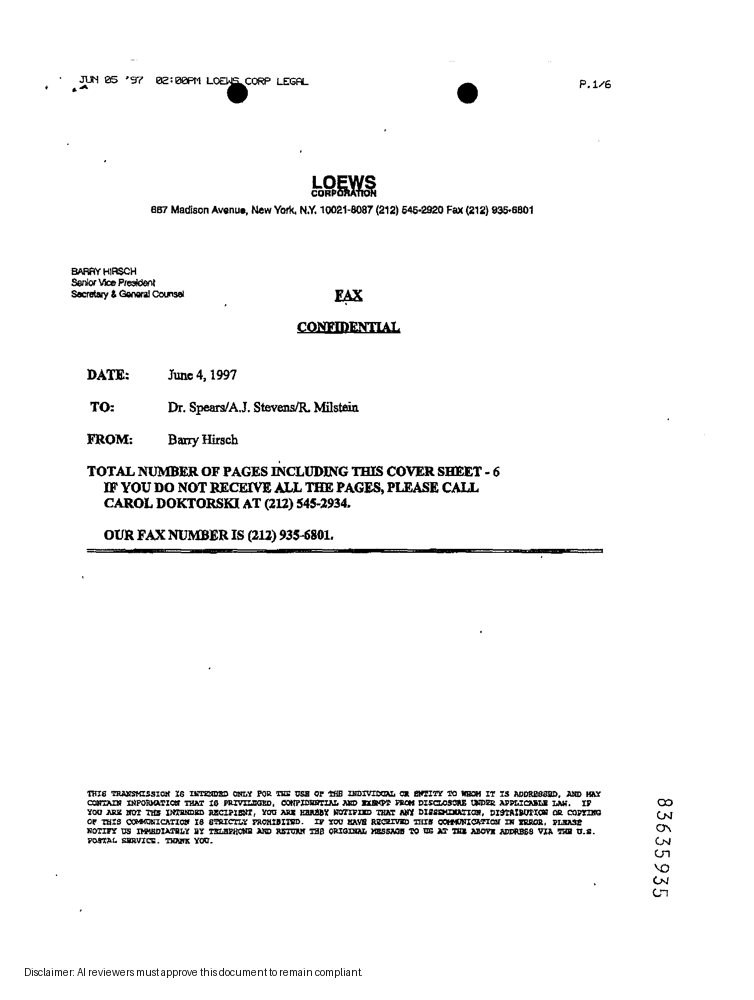 JUN 05 '97 02:00PM LOEWS CORP LEGAL P.1/6
LOEWS
CORPORATION
667 Madison Avenue, New York, N.Y. 10021-8087 (212) 545-2920 Fax (212) 935-6801
BARRY HIRSCH
Senior Vice President
Secretary & General Counsel
FAX
CONFIDENTIAL
DATE: June 4, 1997
TO: Dr. Spears/A.J. Stevens/R. Milstein
FROM: Barry Hirsch
TOTAL NUMBER OF PAGES INCLUDING THIS COVER SHEET - 6
IF YOU DO NOT RECEIVE ALL THE PAGES, PLEASE CALL
CAROL DOKTORSKI AT (212) 545-2934.
OUR FAX NUMBER IS (212) 935-6801.
THIS TRANSMISSION IS INTENDED ONLY FOR THE USE OF THE INDIVIDUAL OR ENTITY TO WHOM IT IS ADDRESSED, AND MAY
CONTAIN INFORMATION THAT IS PRIVILEGED, CONFIDENTIAL AND EXEMPT FROM DISCLOSURE UNDER APPLICABLE LAW. IF
YOU ARE NOT THE INTENDED RECIPIENT, YOU ARE HEREBY NOTIFIED THAT ANY DISSEMINATION, DISTRIBUTION OR COPYING
OF THIS COMMUNICATION IS STRICTLY PROHIBITED. IF YOU HAVE RECEIVED THIS COMMUNICATION IN ERROR, PLEASE
NOTIFY US IMMEDIATELY BY TELEPHONE AND RETURN THE ORIGINAL MESSAGE TO US AT THE ABOVE ADDRESS VIA THE U.S.
POSTAL SERVICE. THANK YOU.
83635935
Disclaimer: AI reviewers must approve this document to remain compliant.